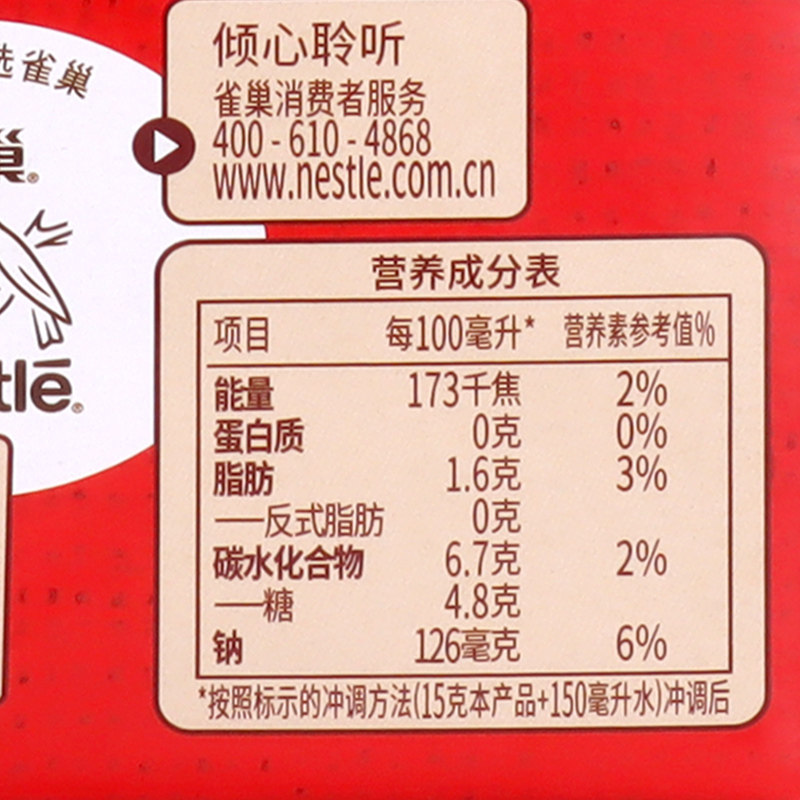 选雀巢
巢®
tlé®
倾心聆听
雀巢消费者服务
400-610-4868
www.nestle.com.cn
营养成分表
项目 每100毫升* 营养素参考值%
能量 173千焦 2%
蛋白质 0克 0%
脂肪 1.6克 3%
——反式脂肪 0克
碳水化合物 6.7克 2%
——糖 4.8克
钠 126毫克 6%
*按照标示的冲调方法(15克本产品+150毫升水)冲调后